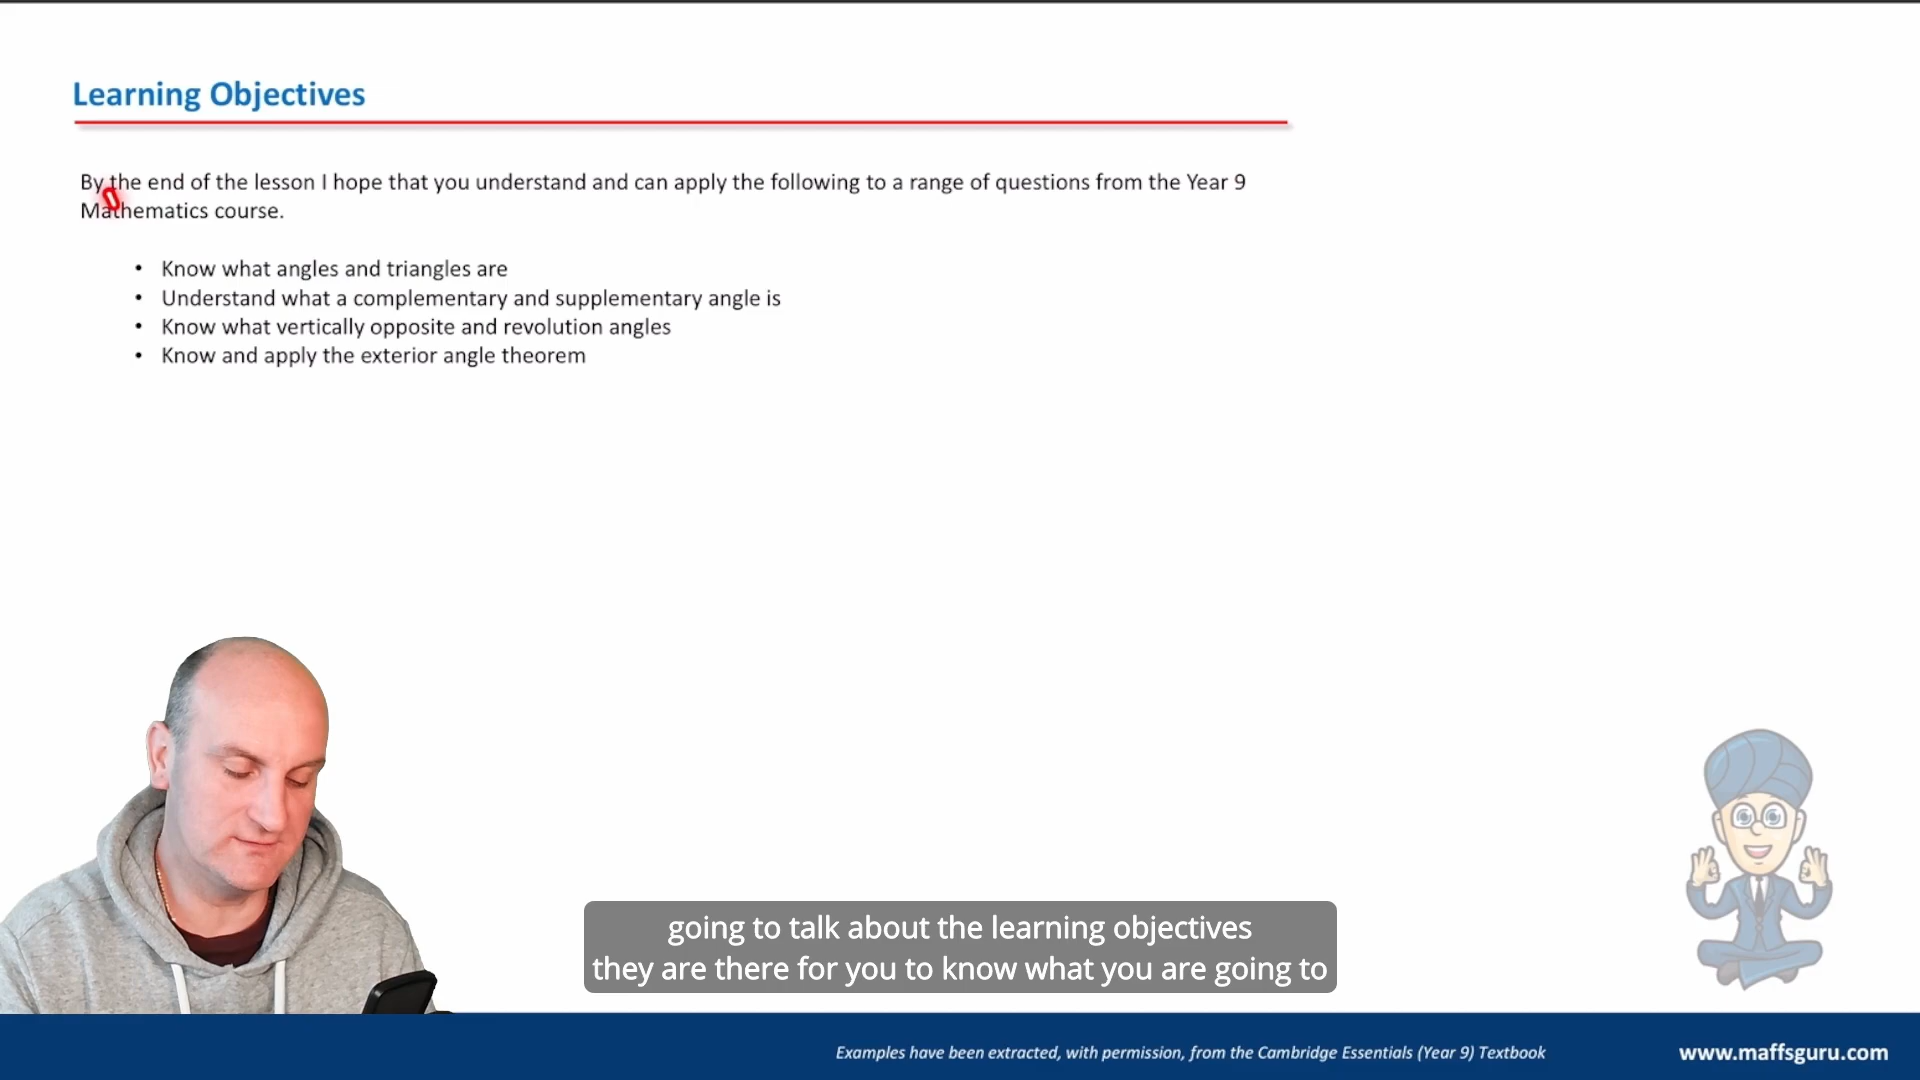 Learning Objectives
By the end of the lesson I hope that you understand and can apply the following to a range of questions from the Year 9
Mathematics course.
• Know what angles and triangles are
• Understand what a complementary and supplementary angle is
• Know what vertically opposite and revolution angles
• Know and apply the exterior angle theorem
going to talk about the learning objectives
they are there for you to know what you are going to
Examples have been extracted, with permission, from the Cambridge Essentials (Year 9) Textbook
www.maffsguru.com